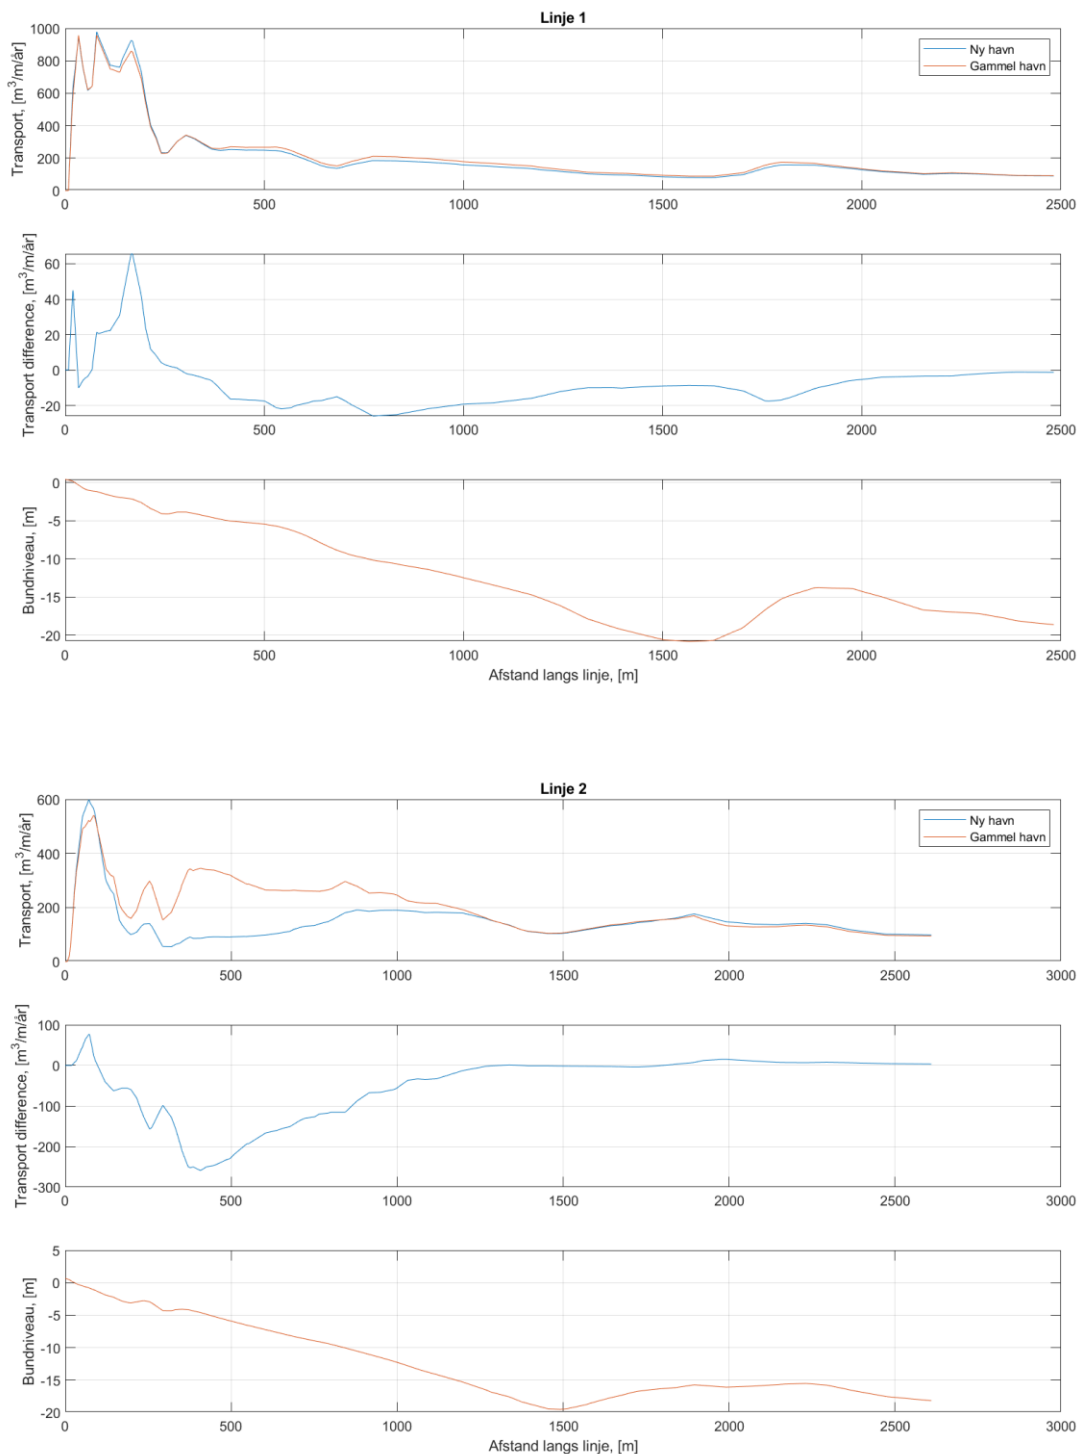 Linje 1
Transport, [m³/m/år]
1000
800
600
400
200
0
Ny havn
Gammel havn
0 500 1000 1500 2000 2500
Transport difference, [m³/m/år]
60
40
20
0
-20
0 500 1000 1500 2000 2500
Bundniveau, [m]
0
-5
-10
-15
-20
0 500 1000 1500 2000 2500
Afstand langs linje, [m]
Linje 2
Transport, [m³/m/år]
600
400
200
0
Ny havn
Gammel havn
0 500 1000 1500 2000 2500 3000
Transport difference, [m³/m/år]
100
0
-100
-200
-300
0 500 1000 1500 2000 2500 3000
Bundniveau, [m]
5
0
-5
-10
-15
-20
0 500 1000 1500 2000 2500 3000
Afstand langs linje, [m]